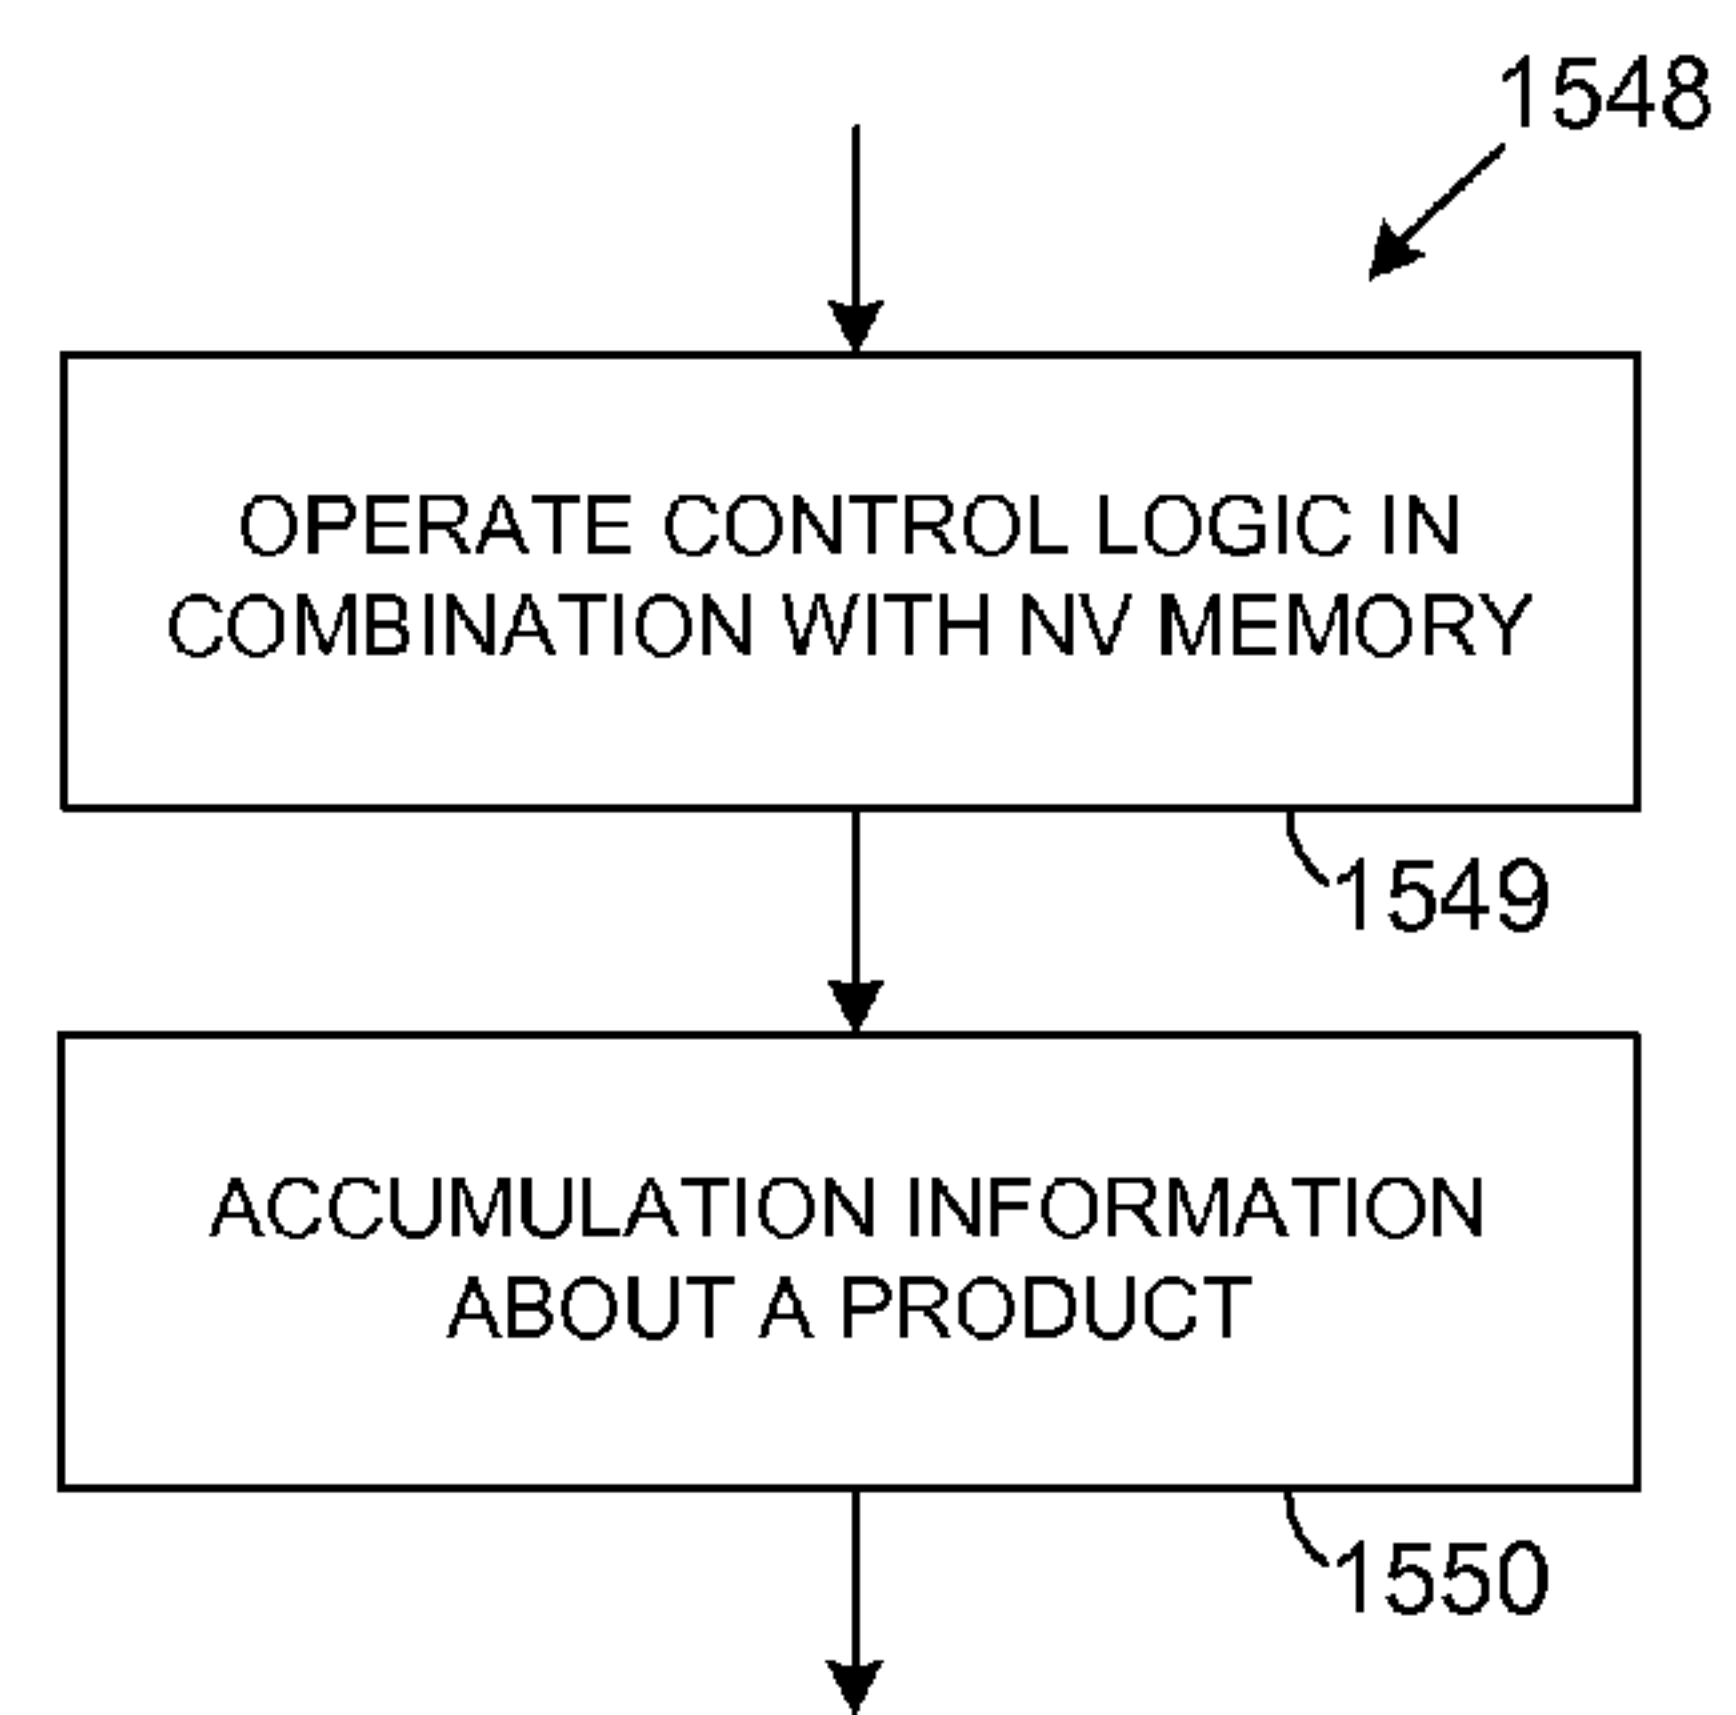 1548
OPERATE CONTROL LOGIC IN
COMBINATION WITH NV MEMORY
1549
ACCUMULATION INFORMATION
ABOUT A PRODUCT
1550